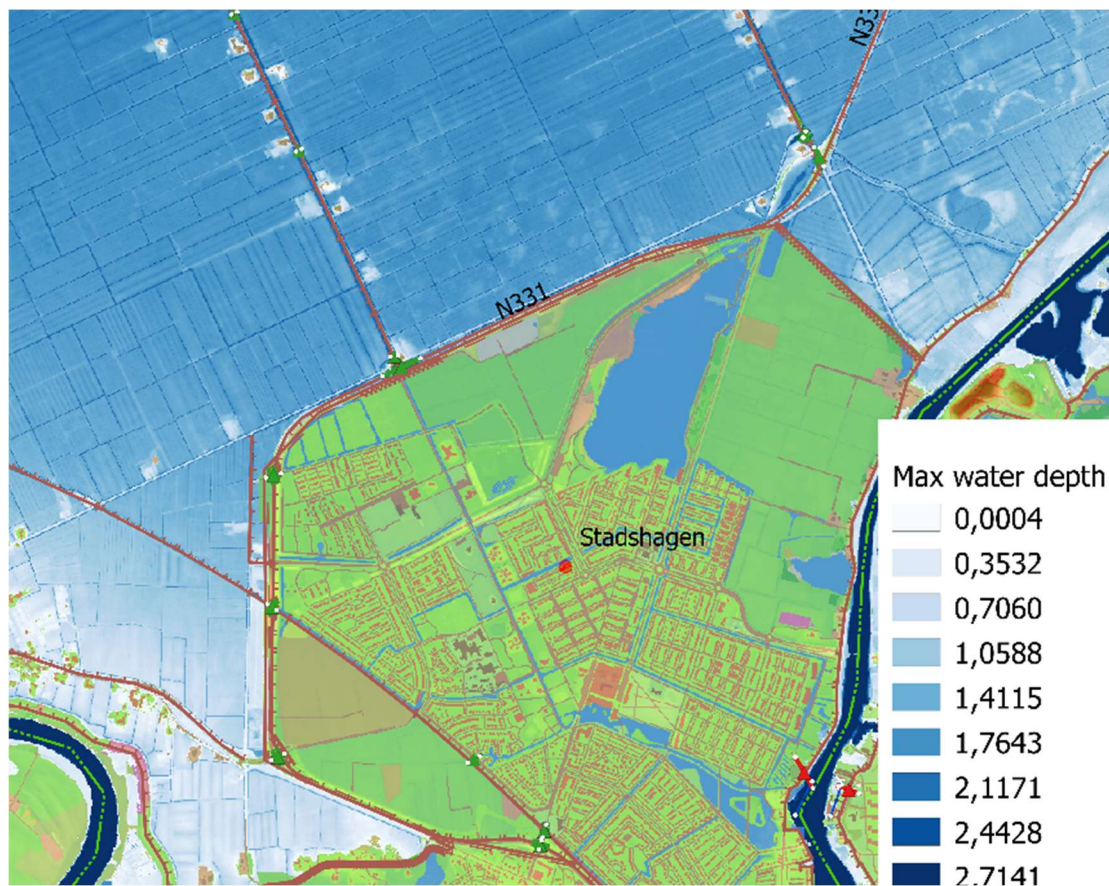 N33
N331
Stadshagen
Max water depth
0,0004
0,3532
0,7060
1,0588
1,4115
1,7643
2,1171
2,4428
2,7141